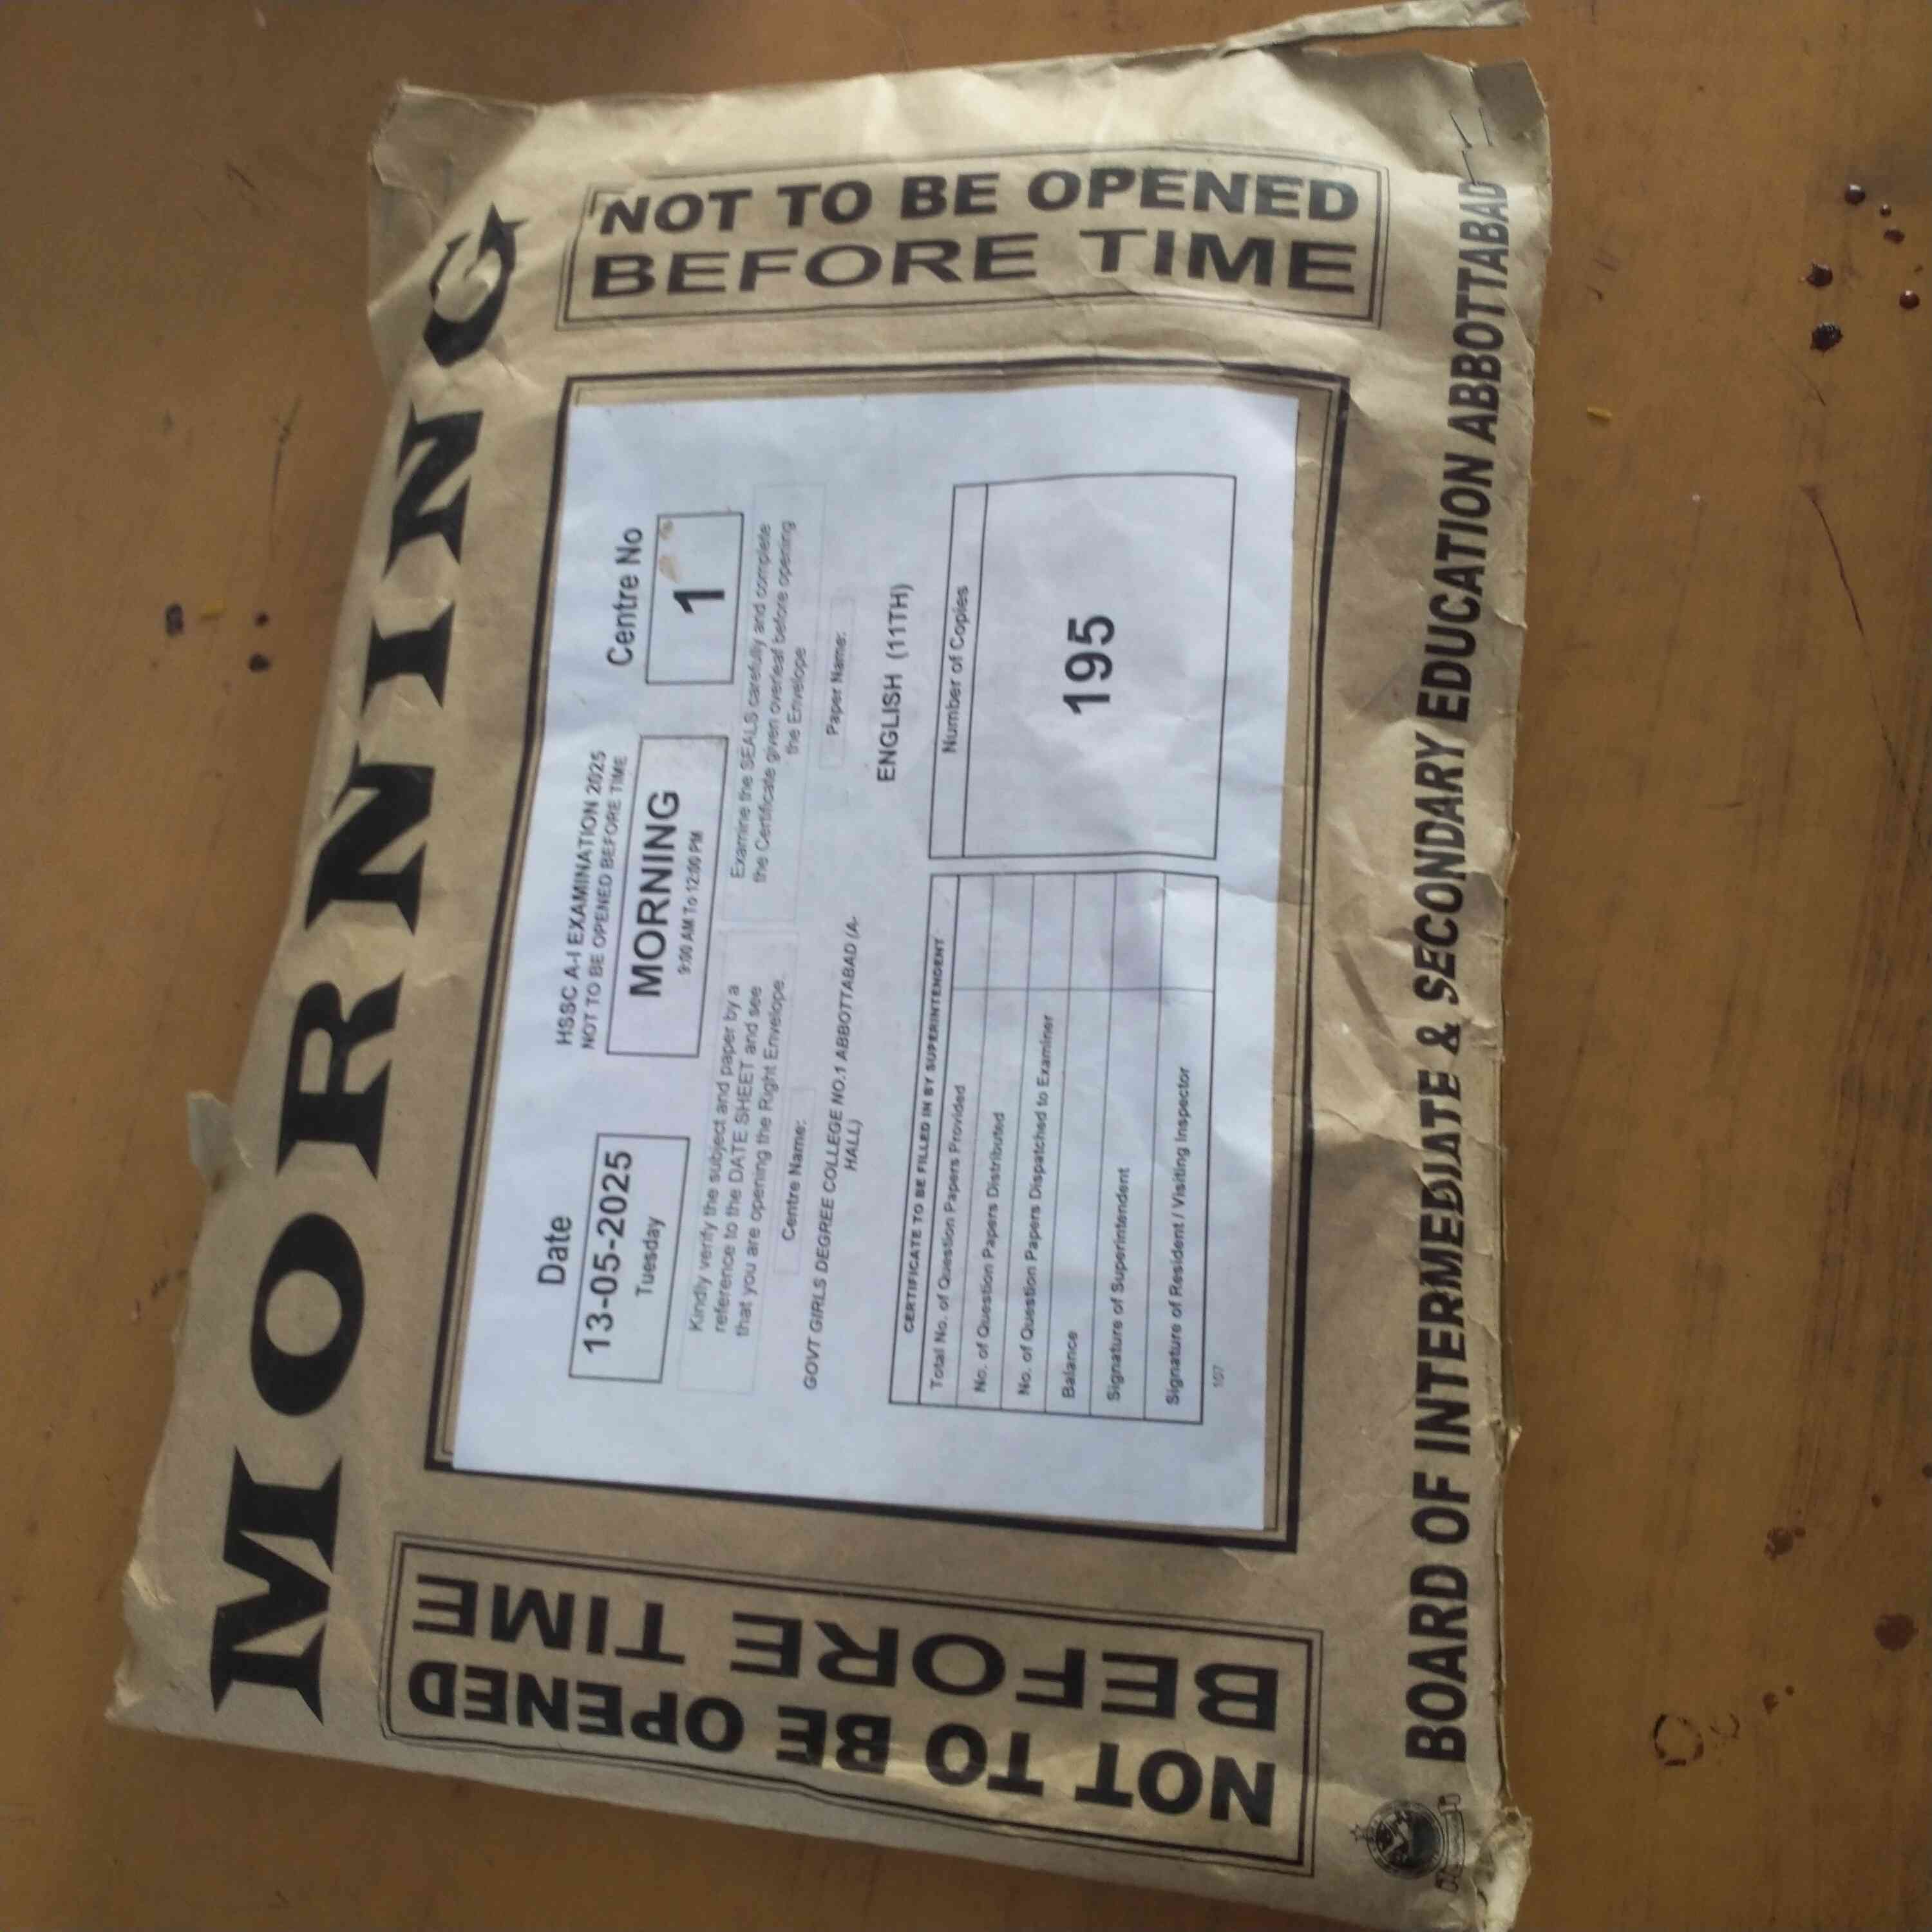 MORNING
NOT TO BE OPENED
BEFORE TIME
HSSC A-I EXAMINATION 2025
NOT TO BE OPENED BEFORE TIME
Date
13-05-2025
Tuesday
MORNING
9:00 AM To 12:00 PM
Centre No
1
Kindly verify the subject and paper by a
reference to the DATE SHEET and see
that you are opening the Right Envelope.
Examine the SEALS carefully and complete
the Certificate given overleaf before opening
the Envelope
Centre Name:
GOVT GIRLS DEGREE COLLEGE NO.1 ABBOTTABAD (A-
HALL)
Paper Name:
ENGLISH (11TH)
CERTIFICATE TO BE FILLED IN BY SUPERINTENDENT
Total No. of Question Papers Provided
No. of Question Papers Distributed
No. of Question Papers Dispatched to Examiner
Balance
Signature of Superintendent
Signature of Resident / Visiting Inspector
Number of Copies
195
NOT TO BE OPENED
BEFORE TIME
BOARD OF INTERMEDIATE & SECONDARY EDUCATION ABBOTTABAD